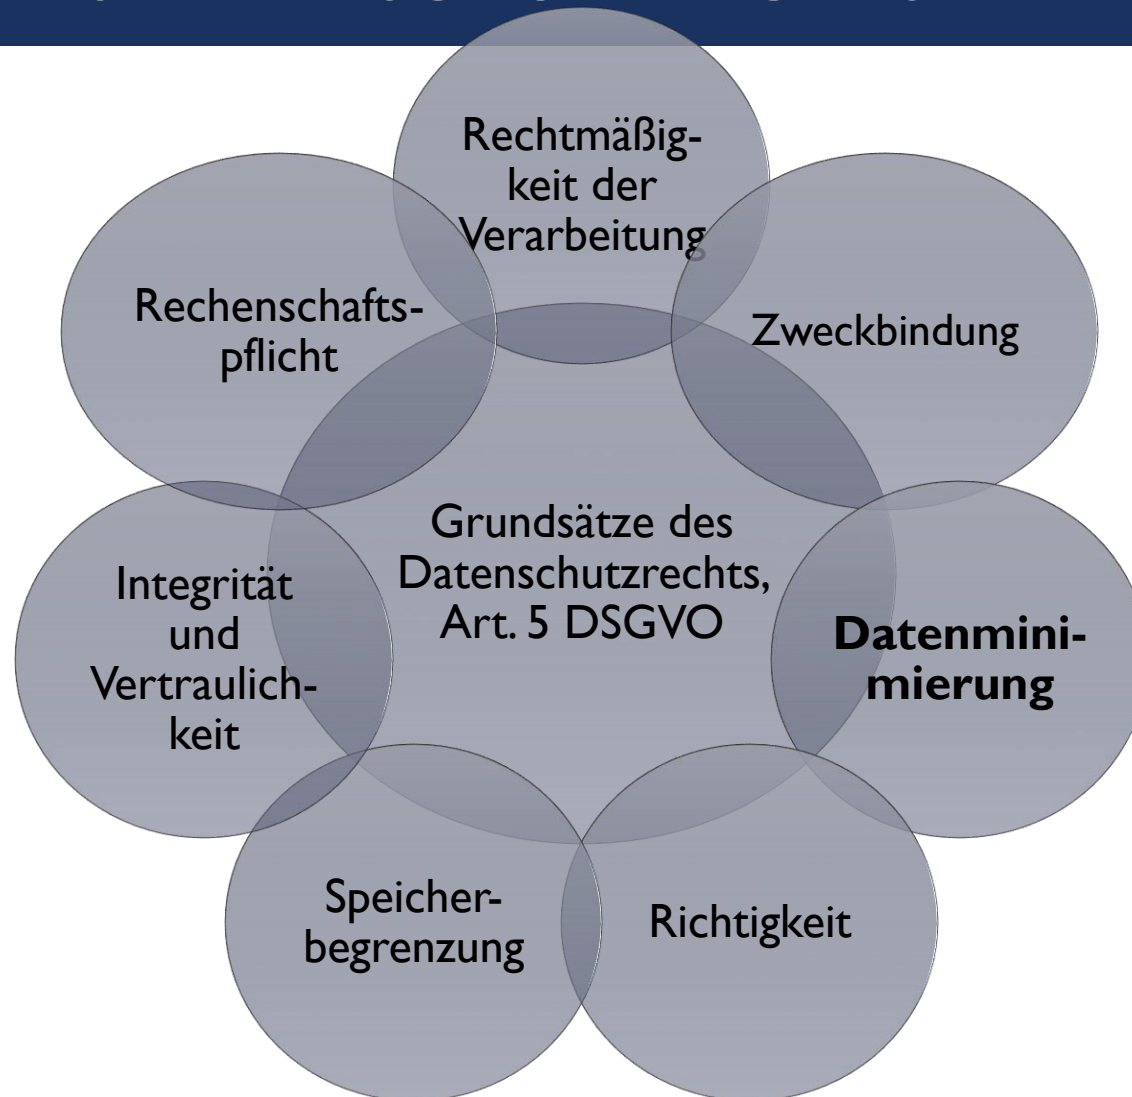 Rechtmäßig-
keit der
Verarbeitung
Zweckbindung
Datenmini-
mierung
Richtigkeit
Speicher-
begrenzung
Integrität
und
Vertraulich-
keit
Rechenschafts-
pflicht
Grundsätze des
Datenschutzrechts,
Art. 5 DSGVO